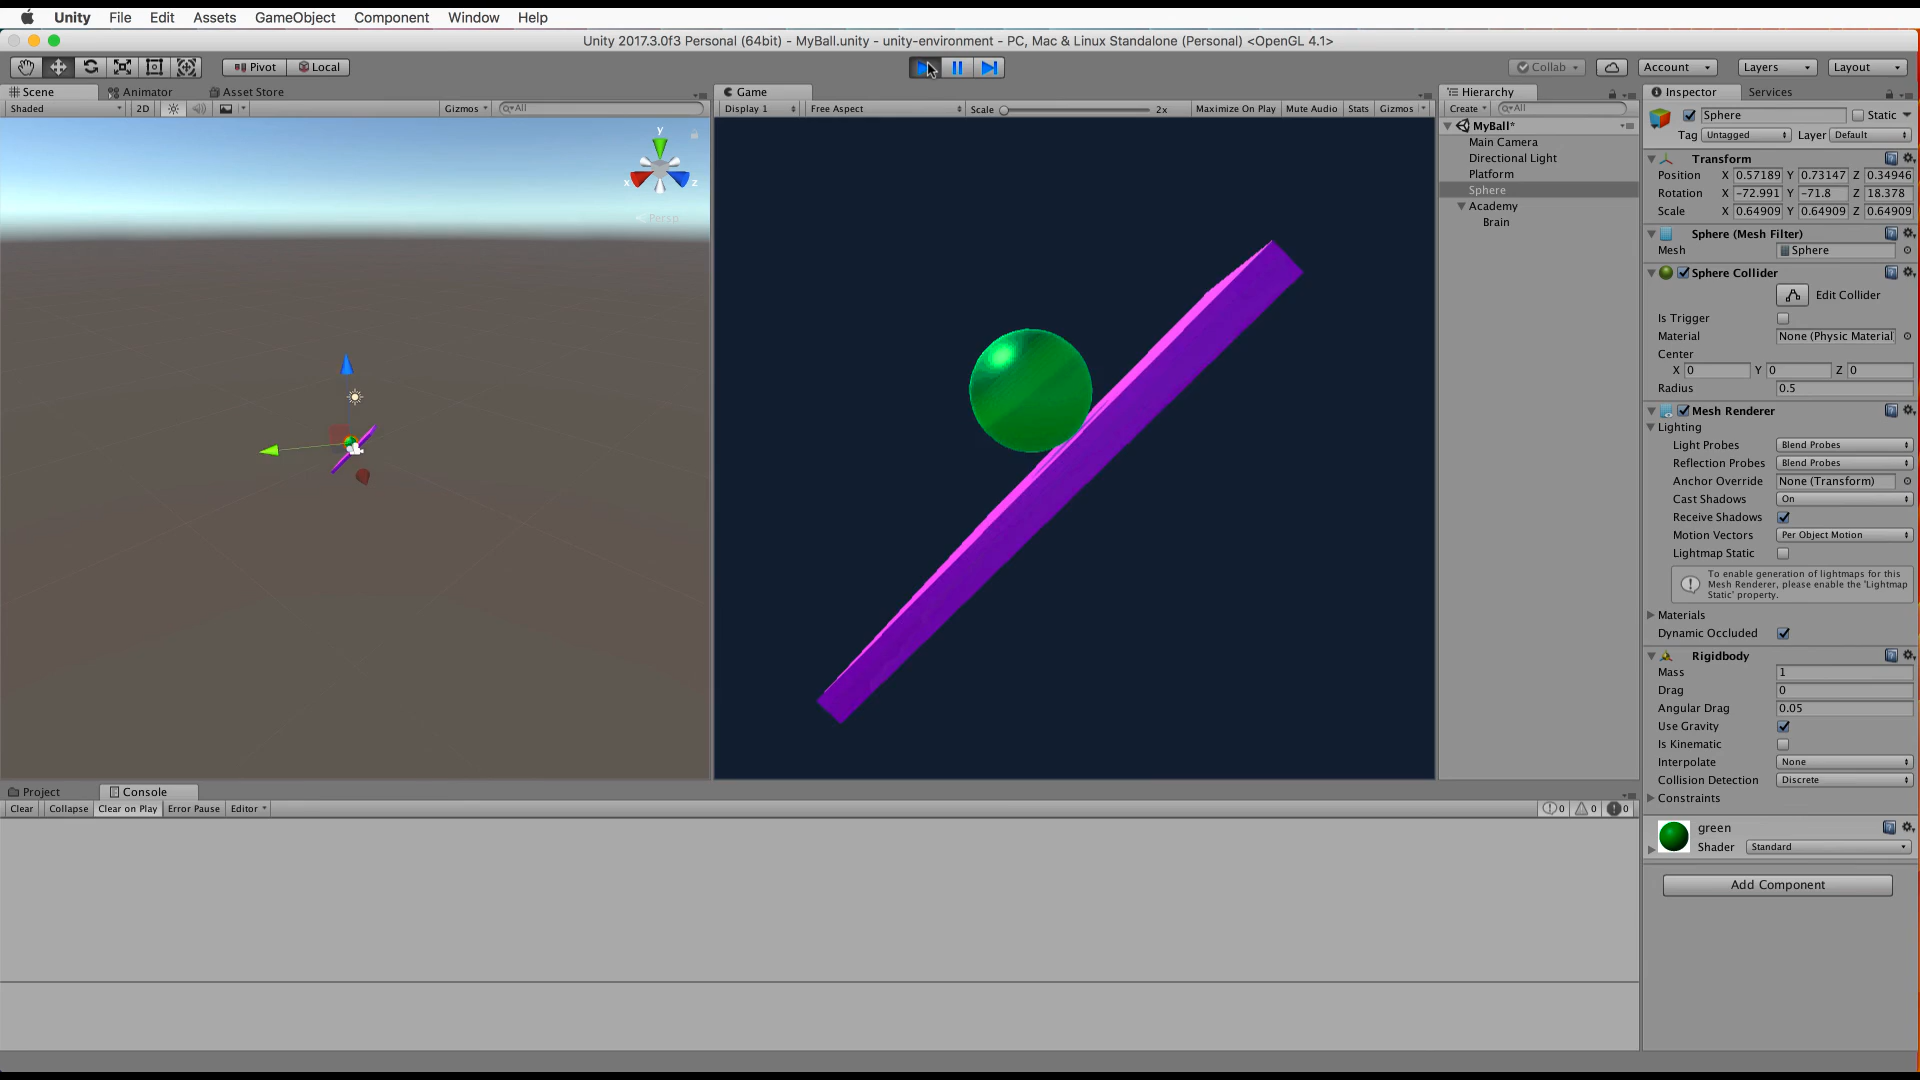 Unity File Edit Assets GameObject Component Window Help
Unity 2017.3.0f3 Personal (64bit) - MyBall.unity - unity-environment - PC, Mac & Linux Standalone (Personal) <OpenGL 4.1>
Pivot Local Collab Account Layers Layout
Scene Animator Asset Store
Shaded 2D Gizmos All
y x z
Persp
Game
Display 1 Free Aspect Scale 2x Maximize On Play Mute Audio Stats Gizmos
Hierarchy
Create All
MyBall*
Main Camera
Directional Light
Platform
Sphere
Academy
Brain
Inspector Services
Sphere Static
Tag Untagged Layer Default
Transform
Position X 0.57189 Y 0.73147 Z 0.34946
Rotation X -72.991 Y -71.8 Z 18.378
Scale X 0.64909 Y 0.64909 Z 0.64909
Sphere (Mesh Filter)
Mesh Sphere
Sphere Collider
Edit Collider
Is Trigger
Material None (Physic Material
Center
X 0 Y 0 Z 0
Radius 0.5
Mesh Renderer
Lighting
Light Probes Blend Probes
Reflection Probes Blend Probes
Anchor Override None (Transform)
Cast Shadows On
Receive Shadows
Motion Vectors Per Object Motion
Lightmap Static
To enable generation of lightmaps for this
Mesh Renderer, please enable the 'Lightmap
Static' property.
Materials
Dynamic Occluded
Rigidbody
Mass 1
Drag 0
Angular Drag 0.05
Use Gravity
Is Kinematic
Interpolate None
Collision Detection Discrete
Constraints
green
Shader Standard
Add Component
Project Console
Clear Collapse Clear on Play Error Pause Editor 0 0 0